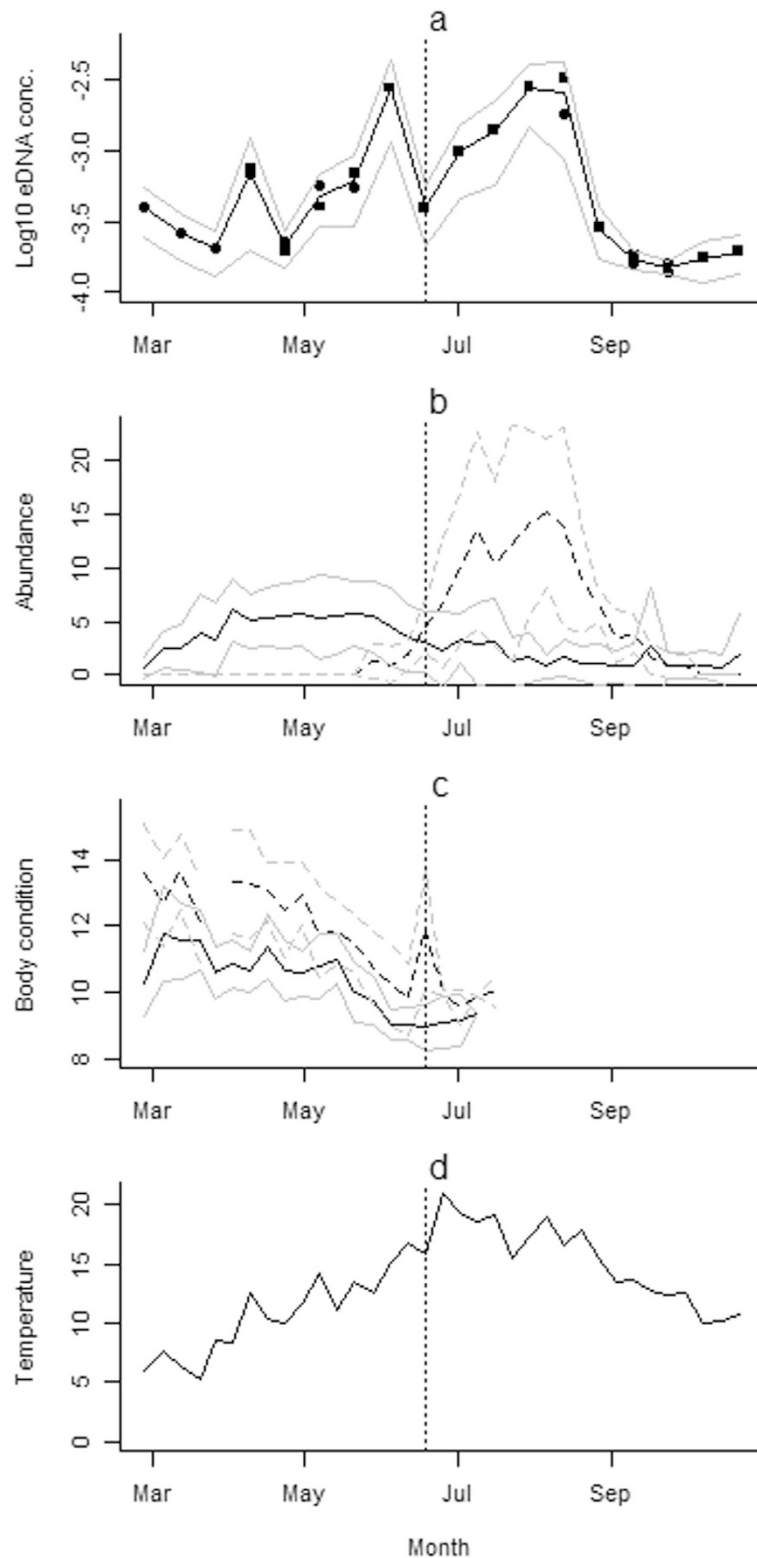 a
Log10 eDNA conc.
-2.5
-3.0
-3.5
-4.0
Mar May Jul Sep
b
Abundance
20
15
10
5
0
Mar May Jul Sep
c
Body condition
14
12
10
8
Mar May Jul Sep
d
Temperature
20
15
10
5
0
Mar May Jul Sep
Month